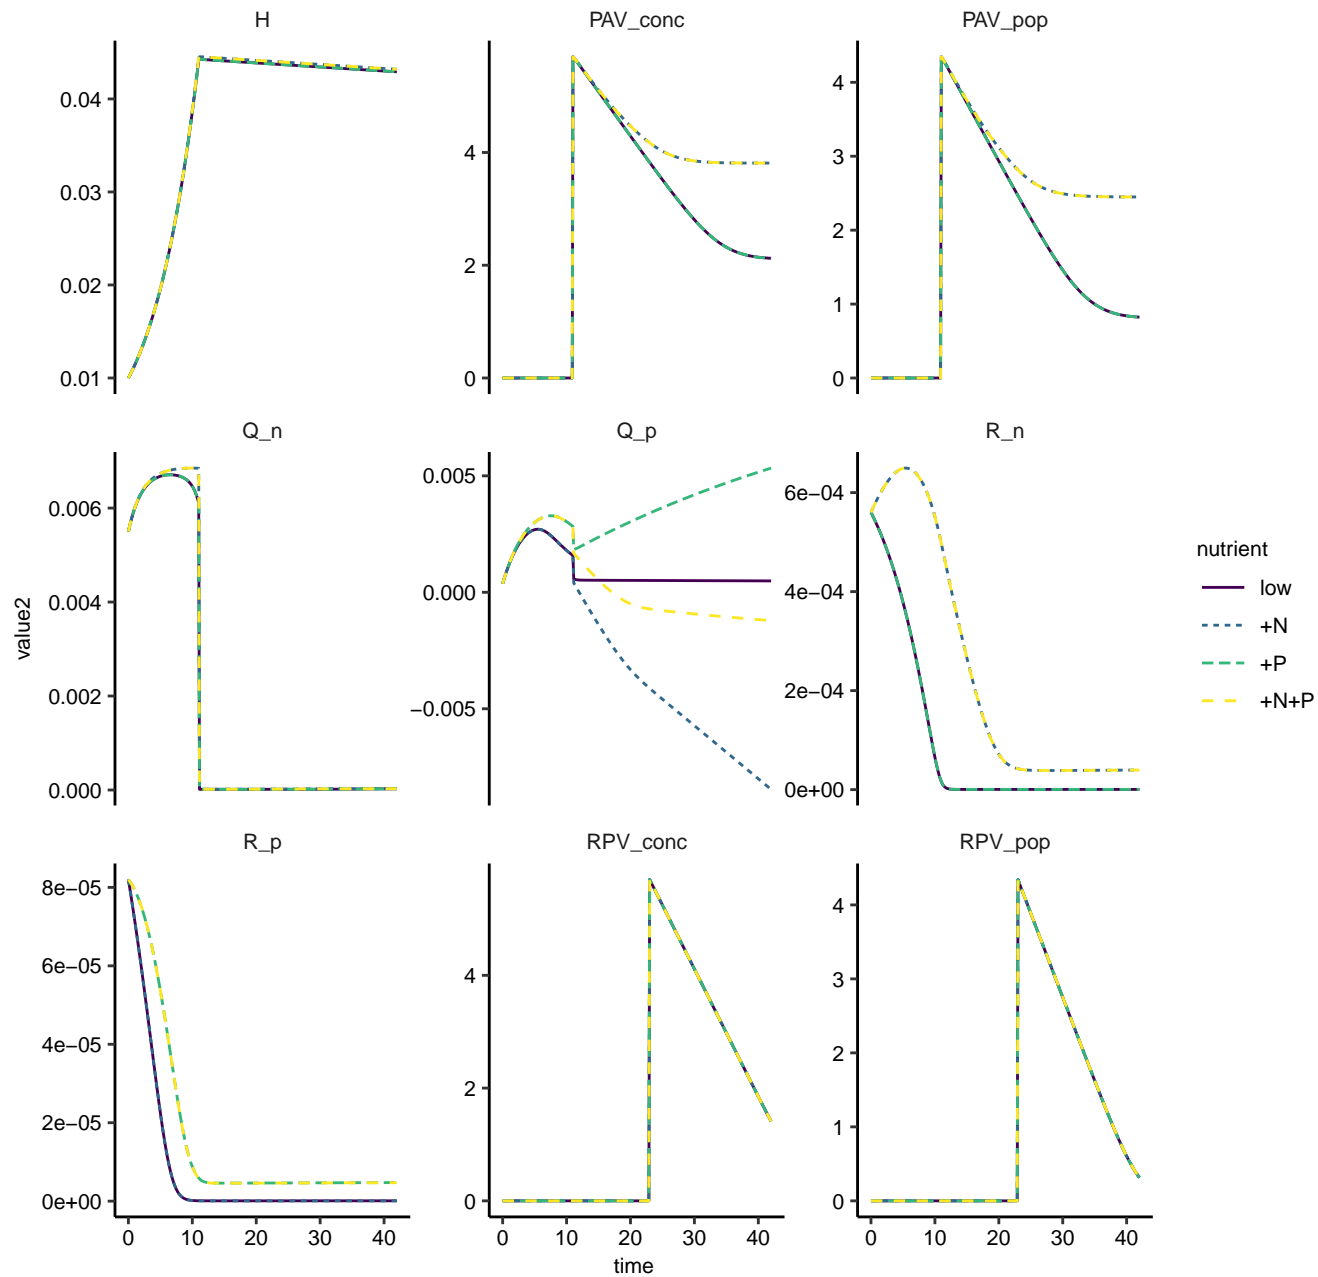 H
PAV_conc
PAV_pop
0.04
0.03
0.02
0.01
4
2
0
4
3
2
1
0
Q_n
Q_p
R_n
0.006
0.004
0.002
0.000
0.005
0.000
−0.005
6e−04
4e−04
2e−04
0e+00
value2
nutrient
low
+N
+P
+N+P
R_p
RPV_conc
RPV_pop
8e−05
6e−05
4e−05
2e−05
0e+00
4
2
0
4
3
2
1
0
0 10 20 30 40
0 10 20 30 40
0 10 20 30 40
time